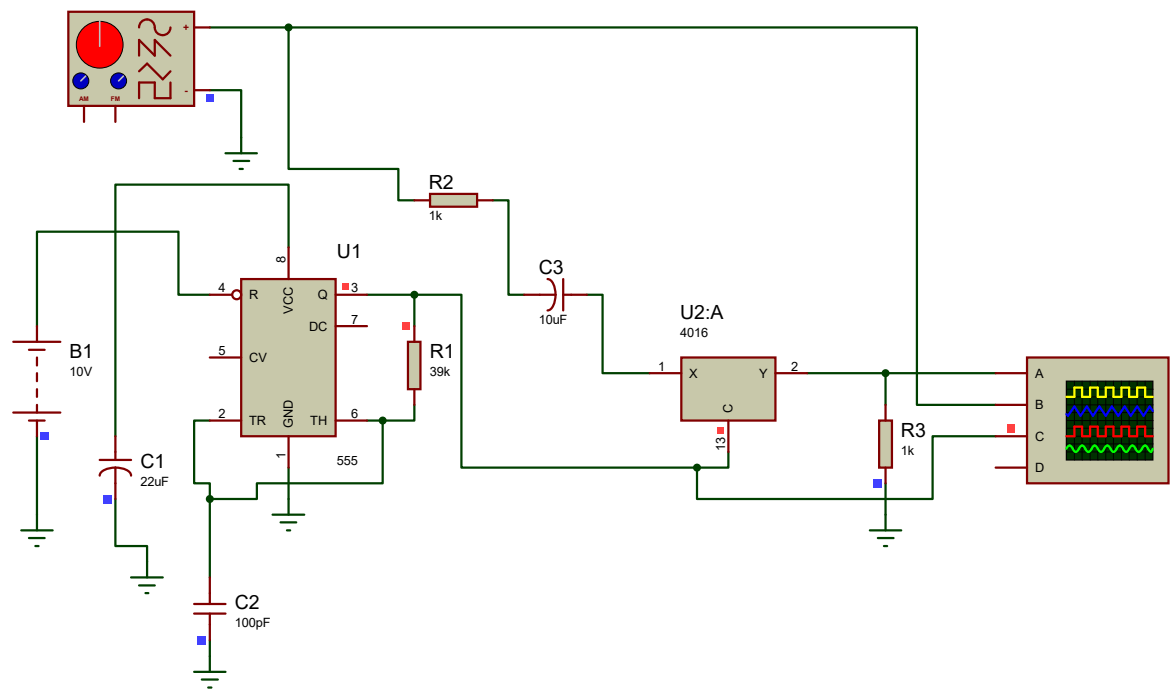 +
-
AM FM
R2
1k
U1
8
C3
10uF
U2:A
4016
4 R VCC Q 3
DC 7
B1
10V
5 CV
R1
39k
1 X Y 2
C
13
A
B
C
D
2 TR GND TH 6
1
555
R3
1k
C1
22uF
C2
100pF